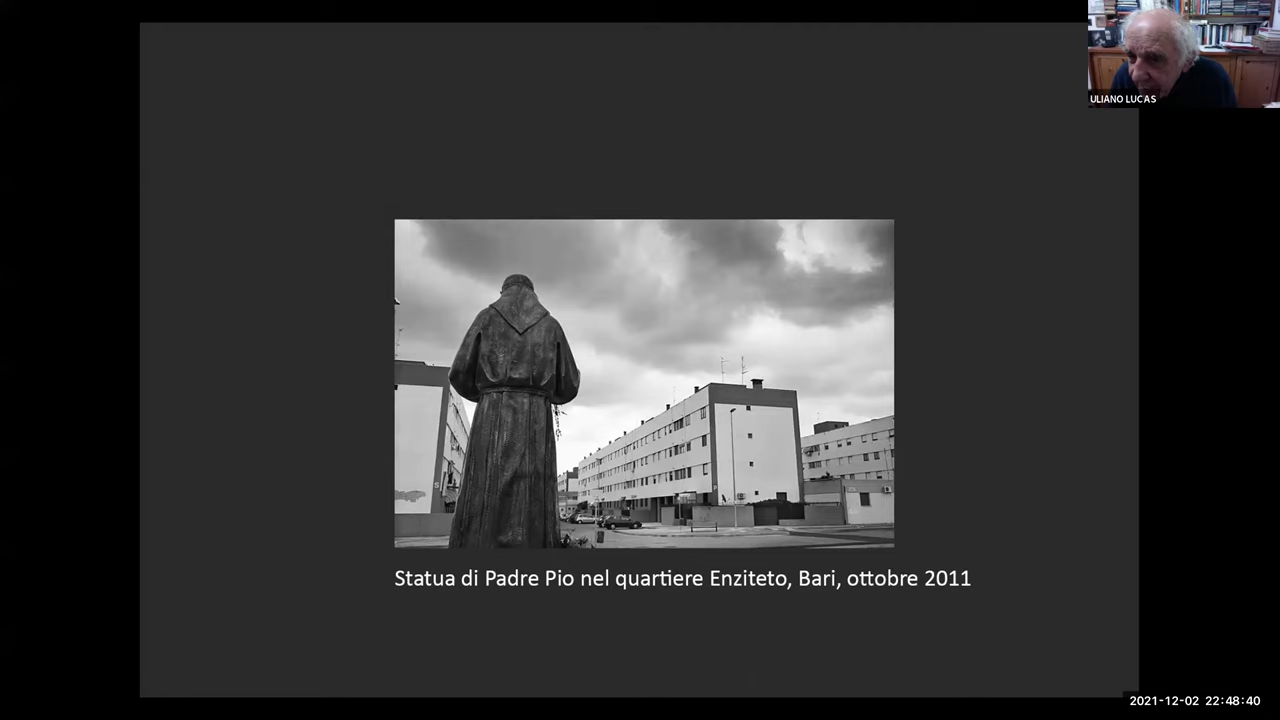 ULIANO LUCAS
Statua di Padre Pio nel quartiere Enziteto, Bari, ottobre 2011
2021-12-02 22:48:40